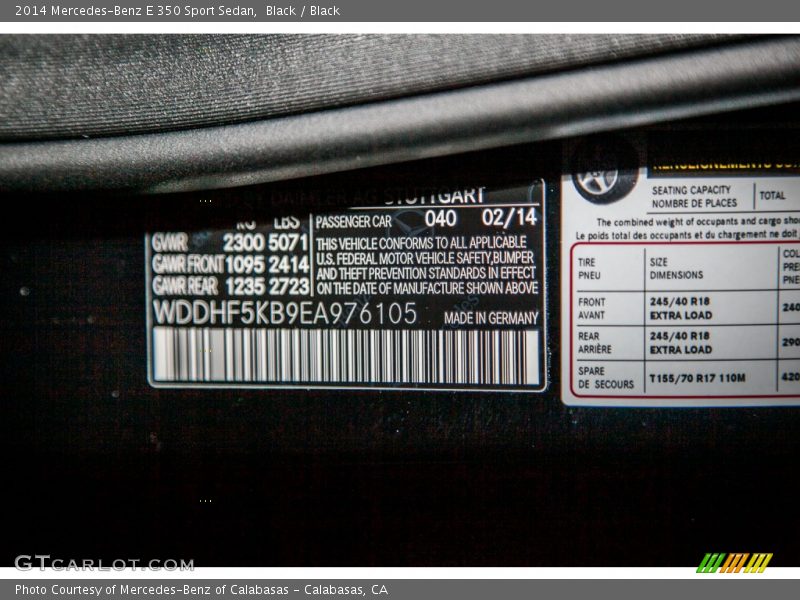 2014 Mercedes-Benz E 350 Sport Sedan, Black / Black
STUTTGART
KG LBS
PASSENGER CAR 040 02/14
GVWR 2300 5071
GAWR FRONT 1095 2414
GAWR REAR 1235 2723
THIS VEHICLE CONFORMS TO ALL APPLICABLE
U.S. FEDERAL MOTOR VEHICLE SAFETY,BUMPER
AND THEFT PREVENTION STANDARDS IN EFFECT
ON THE DATE OF MANUFACTURE SHOWN ABOVE
WDDHF5KB9EA976105 MADE IN GERMANY
SEATING CAPACITY
NOMBRE DE PLACES
TOTAL
The combined weight of occupants and cargo
Le poids total des occupants et du chargement ne doit
TIRE
PNEU
SIZE
DIMENSIONS
FRONT
AVANT
245/40 R18
EXTRA LOAD
240
REAR
ARRIÈRE
245/40 R18
EXTRA LOAD
290
SPARE
DE SECOURS
T155/70 R17 110M
420
GTCARLOT.COM
Photo Courtesy of Mercedes-Benz of Calabasas - Calabasas, CA